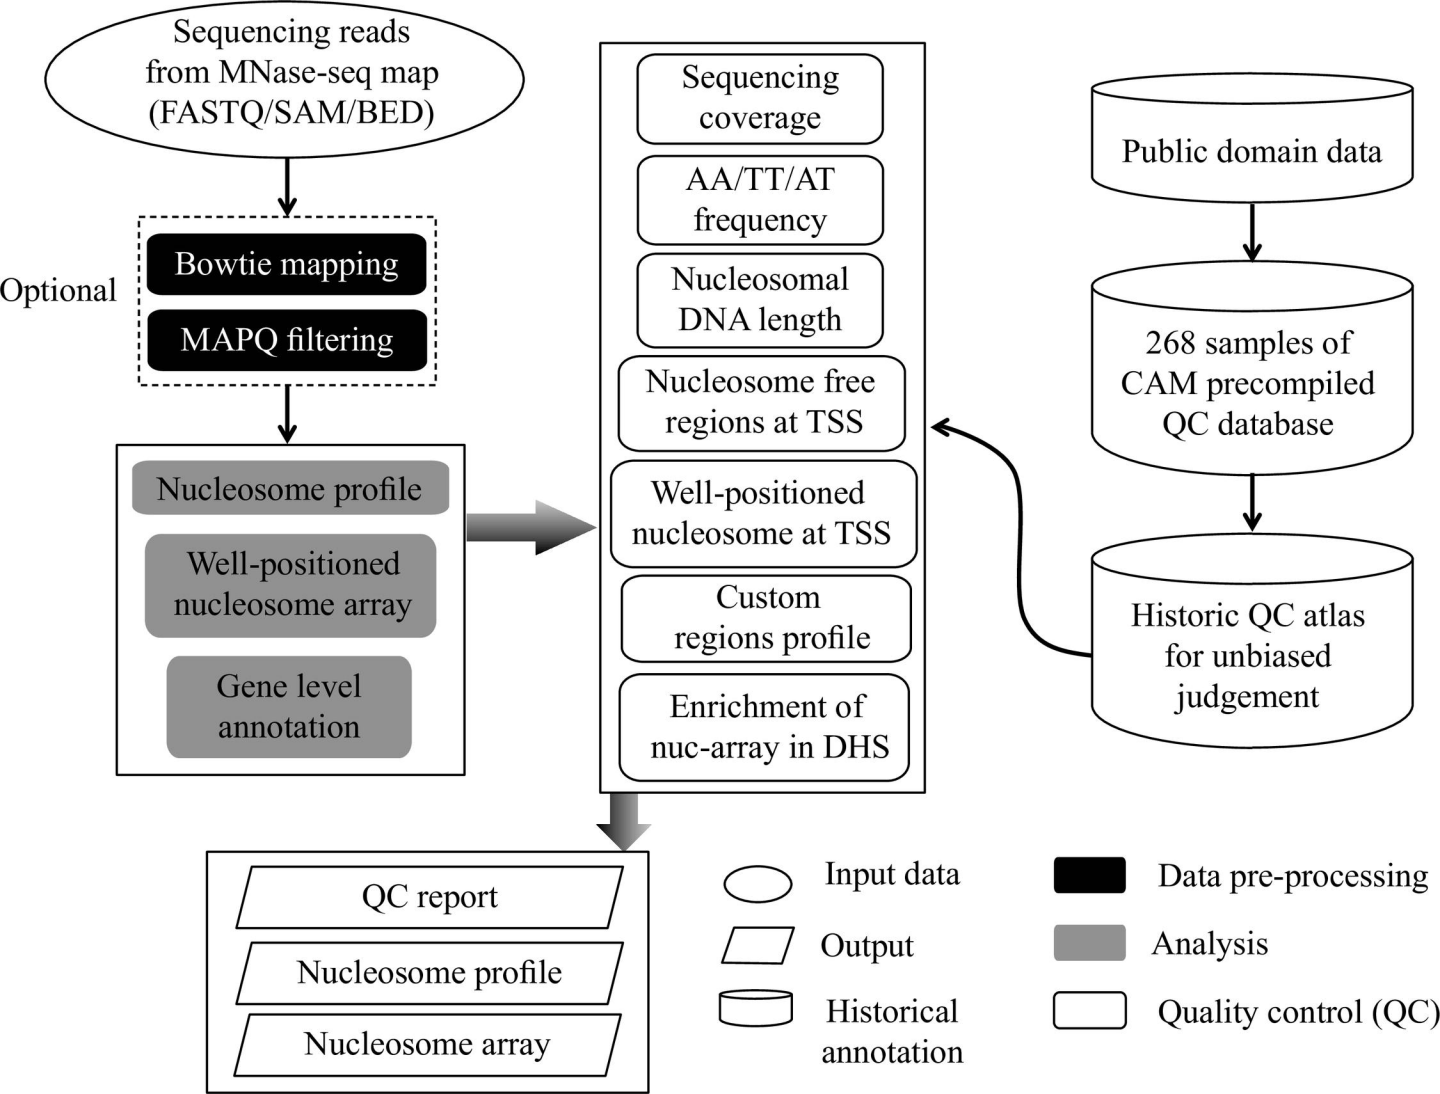 Sequencing reads
from MNase-seq map
(FASTQ/SAM/BED)
Optional
Bowtie mapping
MAPQ filtering
Nucleosome profile
Well-positioned
nucleosome array
Gene level
annotation
Sequencing
coverage
AA/TT/AT
frequency
Nucleosomal
DNA length
Nucleosome free
regions at TSS
Well-positioned
nucleosome at TSS
Custom
regions profile
Enrichment of
nuc-array in DHS
Public domain data
268 samples of
CAM precompiled
QC database
Historic QC atlas
for unbiased
judgement
QC report
Nucleosome profile
Nucleosome array
Input data
Output
Historical
annotation
Data pre-processing
Analysis
Quality control (QC)